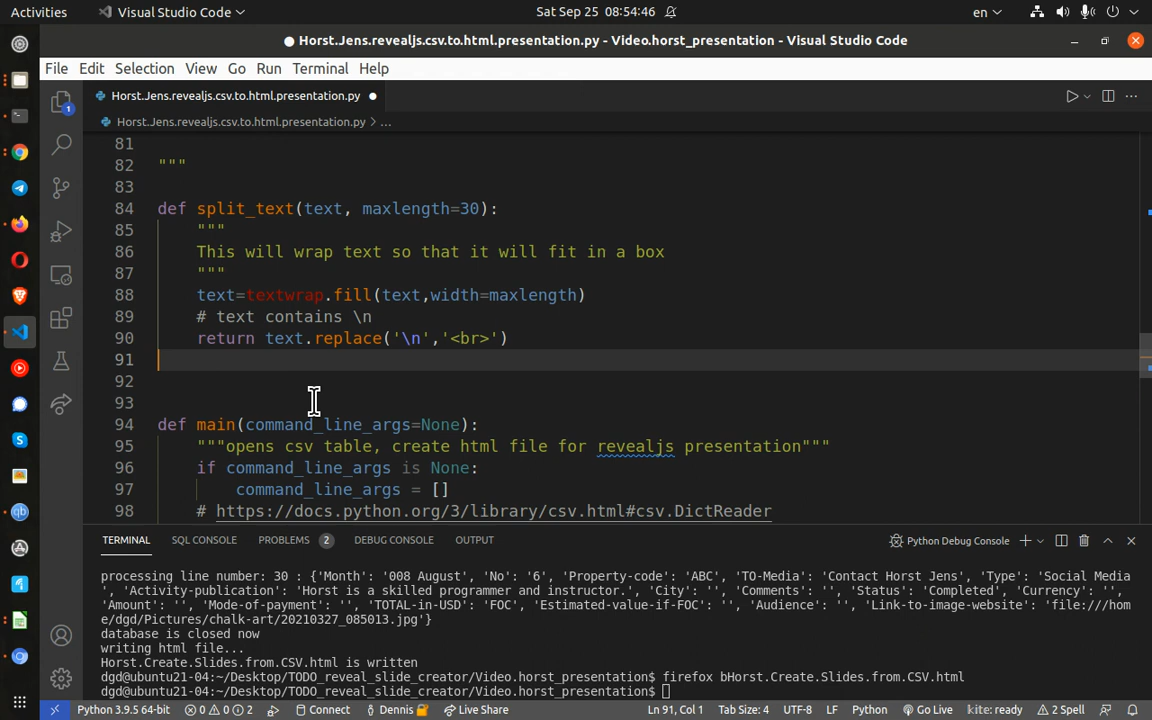 Activities
Visual Studio Code
Sat Sep 25 08:54:46
en
Horst.Jens.revealjs.csv.to.html.presentation.py - Video.horst_presentation - Visual Studio Code
File Edit Selection View Go Run Terminal Help
1
Horst.Jens.revealjs.csv.to.html.presentation.py
Horst.Jens.revealjs.csv.to.html.presentation.py > ...
81
82 """
83
84 def split_text(text, maxlength=30):
85 """
86 This will wrap text so that it will fit in a box
87 """
88 text=textwrap.fill(text,width=maxlength)
89 # text contains \n
90 return text.replace('\n','<br>')
91
92
93
94 def main(command_line_args=None):
95 """opens csv table, create html file for revealjs presentation"""
96 if command_line_args is None:
97 command_line_args = []
98 # https://docs.python.org/3/library/csv.html#csv.DictReader
TERMINAL SQL CONSOLE PROBLEMS 2 DEBUG CONSOLE OUTPUT Python Debug Console
processing line number: 30 : {'Month': '008 August', 'No': '6', 'Property-code': 'ABC', 'TO-Media': 'Contact Horst Jens', 'Type': 'Social Media
', 'Activity-publication': 'Horst is a skilled programmer and instructor.', 'City': '', 'Comments': '', 'Status': 'Completed', 'Currency': '',
'Amount': '', 'Mode-of-payment': '', 'TOTAL-in-USD': 'FOC', 'Estimated-value-if-FOC': '', 'Audience': '', 'Link-to-image-website': 'file:///hom
e/dgd/Pictures/chalk-art/20210327_085013.jpg'}
database is closed now
writing html file...
Horst.Create.Slides.from.CSV.html is written
dgd@ubuntu21-04:~/Desktop/TODO_reveal_slide_creator/Video.horst_presentation$ firefox bHorst.Create.Slides.from.CSV.html
dgd@ubuntu21-04:~/Desktop/TODO_reveal_slide_creator/Video.horst_presentation$
Python 3.9.5 64-bit 0 0 2 Connect Dennis Live Share Ln 91, Col 1 Tab Size: 4 UTF-8 LF Python Go Live kite: ready 2 Spell